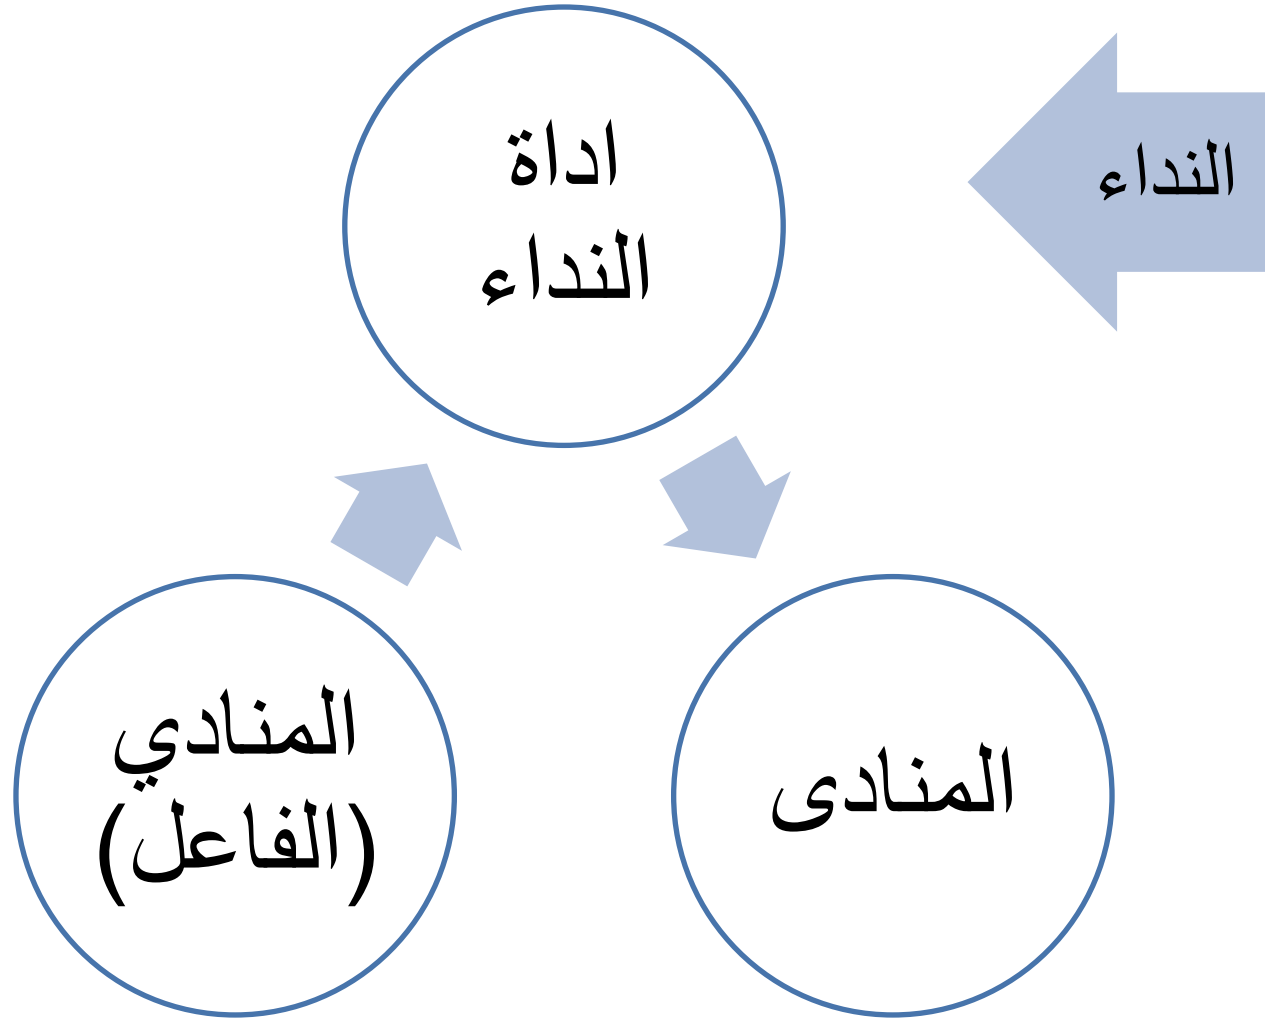 النداء
اداة
النداء
المنادى
المنادي
(الفاعل)